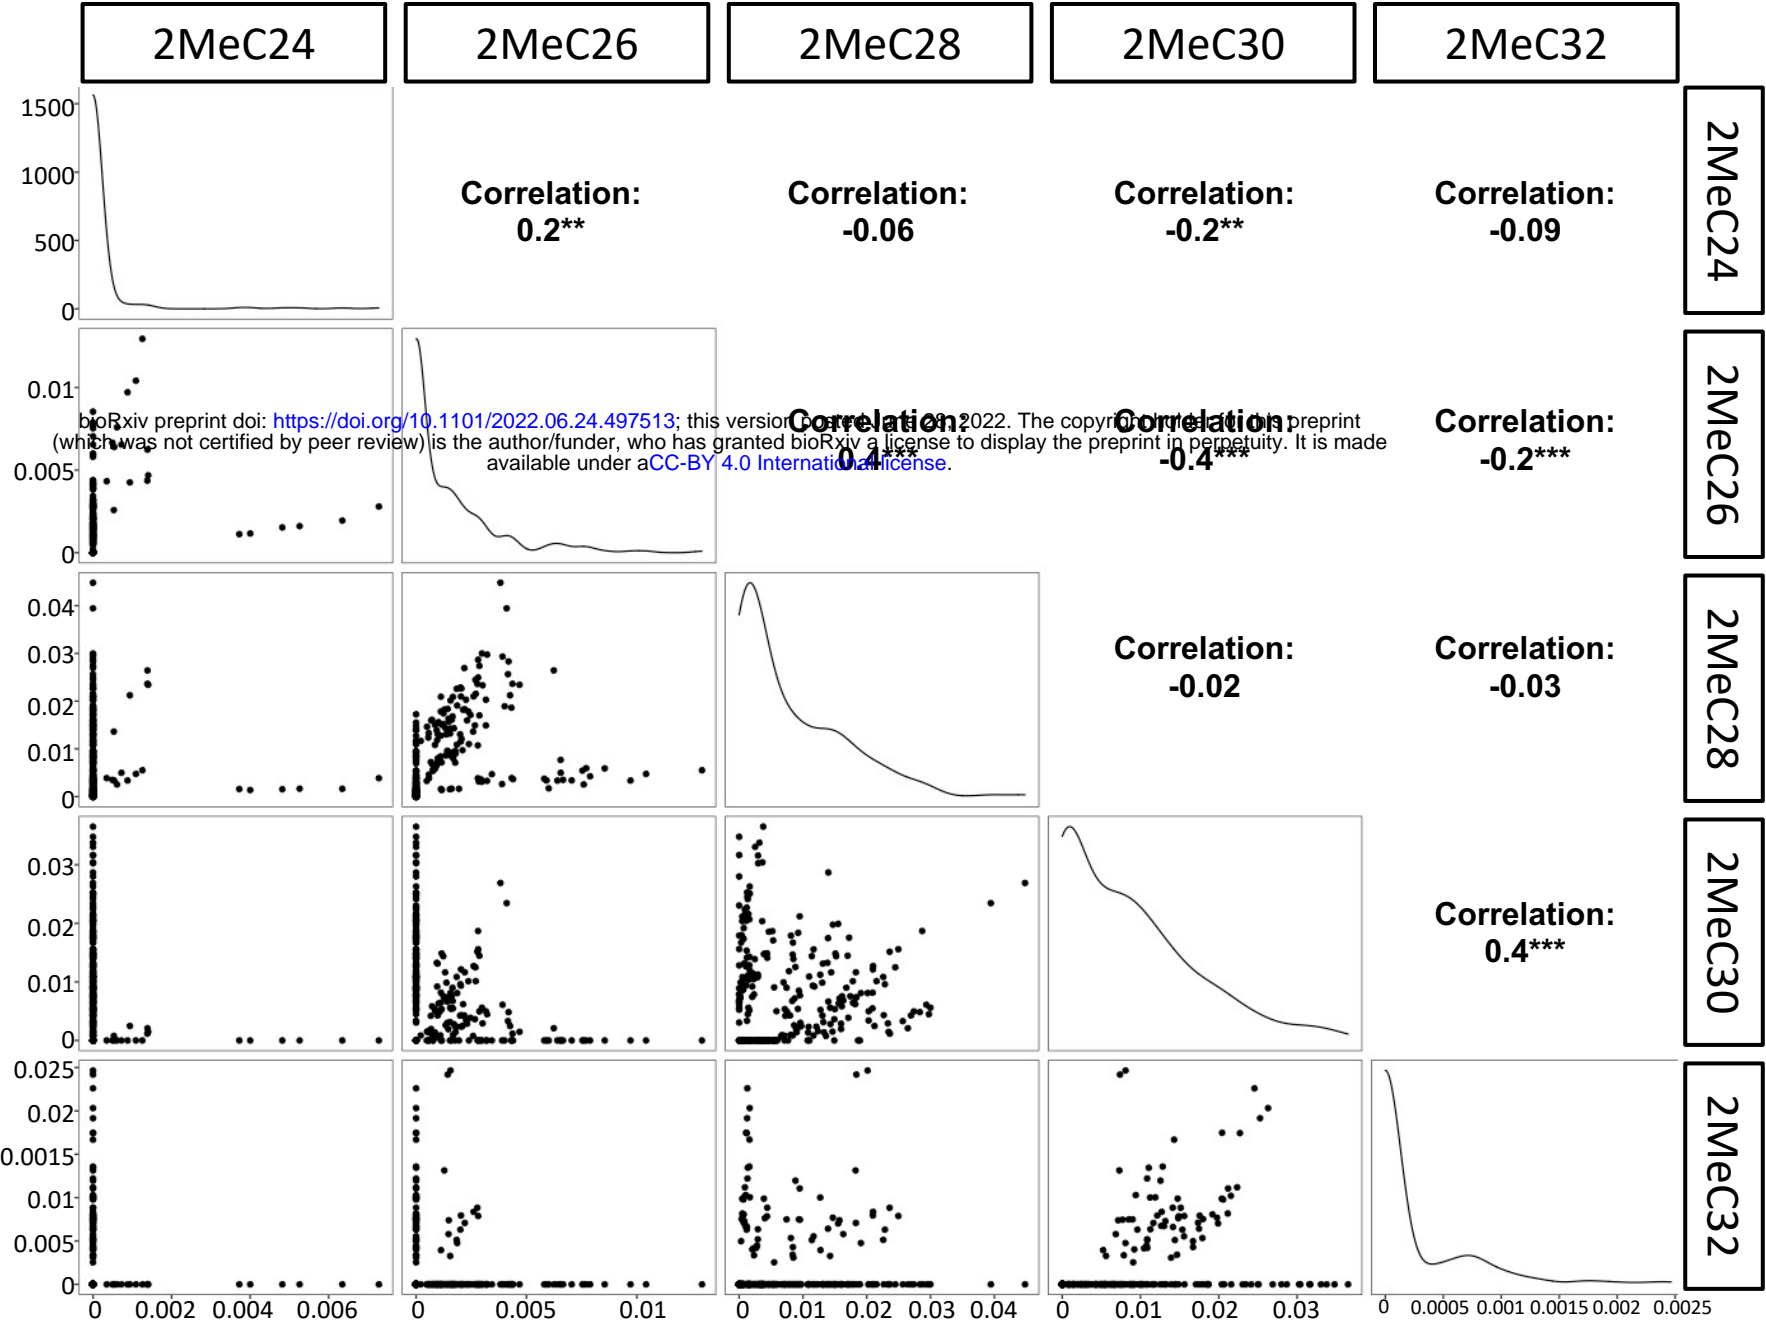 2MeC24 2MeC26 2MeC28 2MeC30 2MeC32
1500
1000
500
0
Correlation: 0.2**
Correlation: -0.06
Correlation: -0.2**
Correlation: -0.09
2MeC24
0.01
0.005
0
bioRxiv preprint doi: https://doi.org/10.1101/2022.06.24.497513; this version posted June 28, 2022. The copyright holder for this preprint
(which was not certified by peer review) is the author/funder, who has granted bioRxiv a license to display the preprint in perpetuity. It is made
available under aCC-BY 4.0 International license.
Correlation: 0.4***
Correlation: -0.4***
Correlation: -0.2***
2MeC26
0.04
0.03
0.02
0.01
0
Correlation: -0.02
Correlation: -0.03
2MeC28
0.03
0.02
0.01
0
Correlation: 0.4***
2MeC30
0.025
0.02
0.0015
0.01
0.005
0
2MeC32
0 0.002 0.004 0.006 0 0.005 0.01 0 0.01 0.02 0.03 0.04 0 0.01 0.02 0.03 0 0.0005 0.001 0.0015 0.002 0.0025